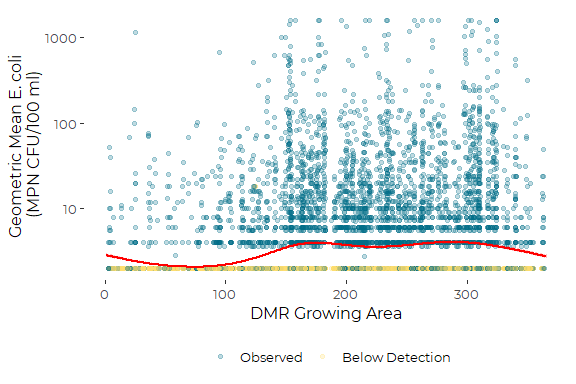 Geometric Mean E. coli
(MPN CFU/100 ml)
1000
100
10
0 100 200 300
DMR Growing Area
Observed Below Detection